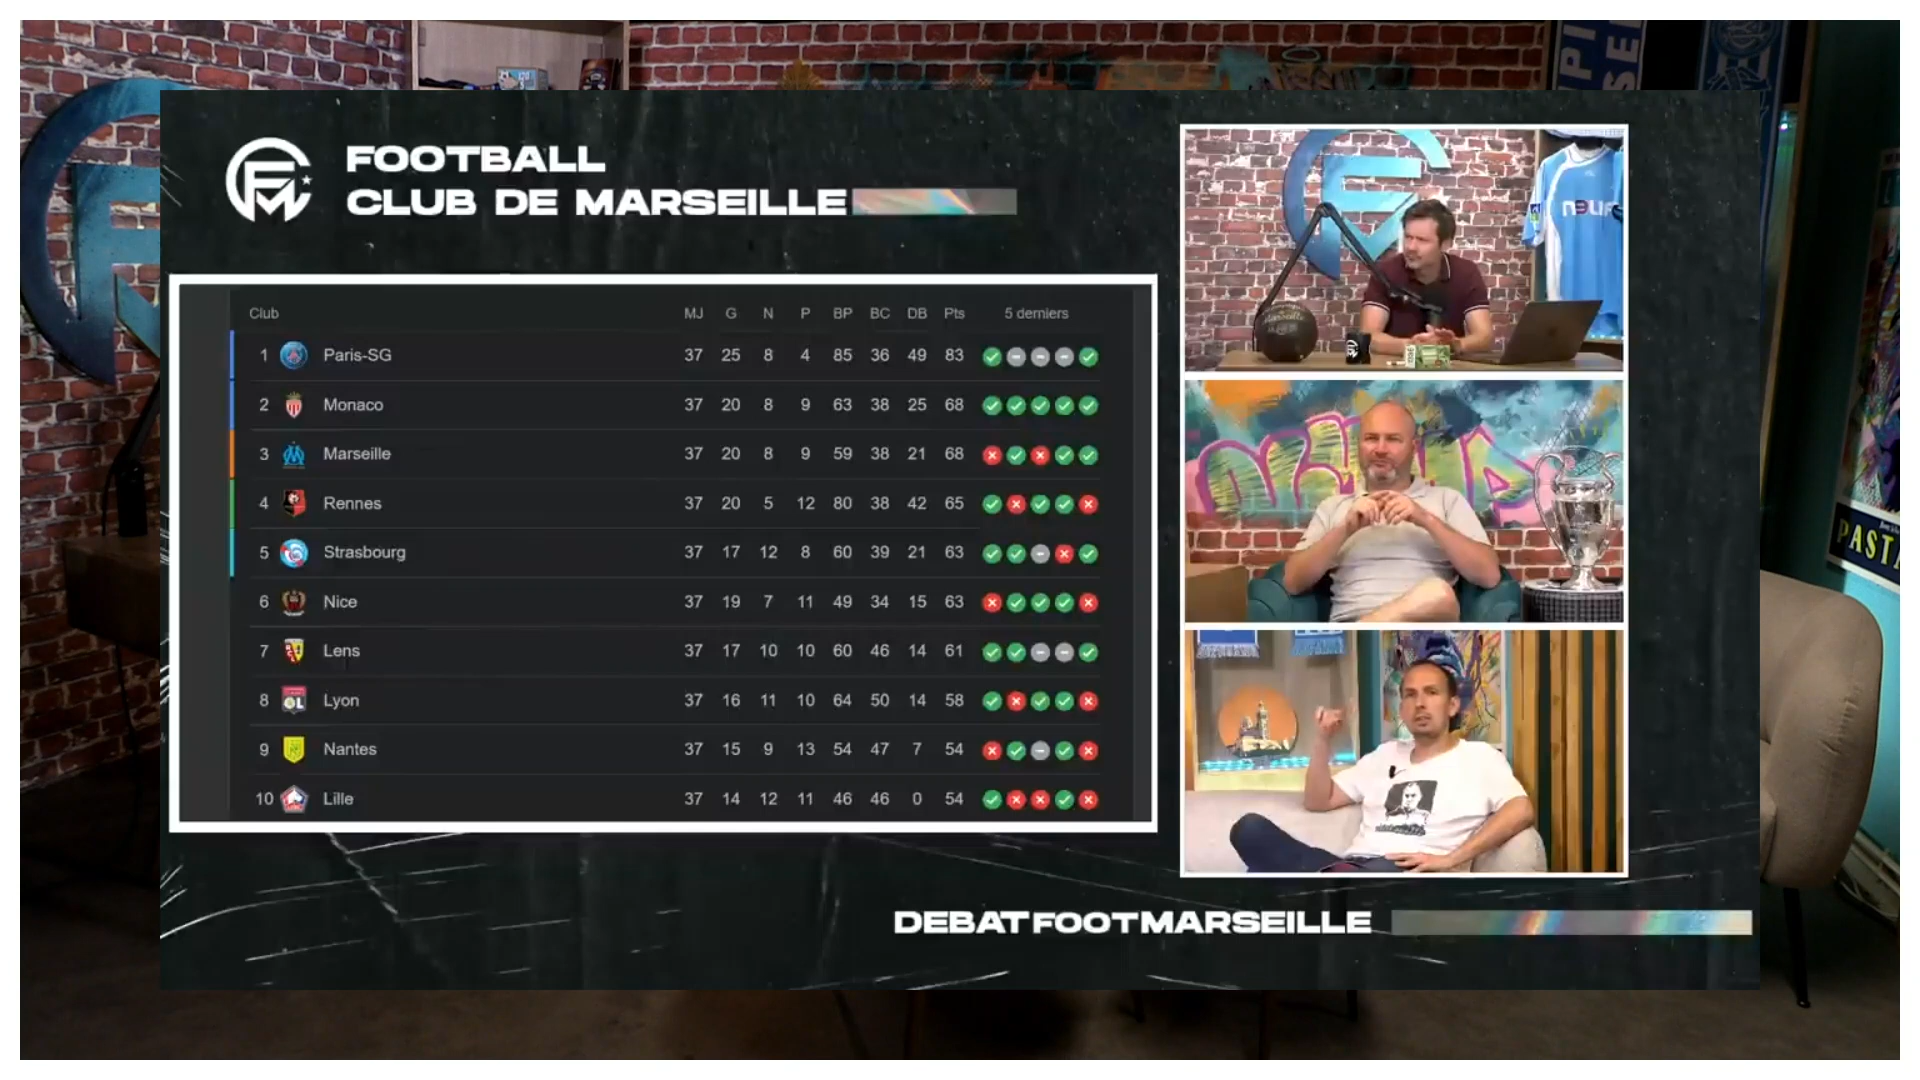 FOOTBALL
CLUB DE MARSEILLE
Club MJ G N P BP BC DB Pts 5 derniers
1 Paris-SG 37 25 8 4 85 36 49 83
2 Monaco 37 20 8 9 63 38 25 68
3 Marseille 37 20 8 9 59 38 21 68
4 Rennes 37 20 5 12 80 38 42 65
5 Strasbourg 37 17 12 8 60 39 21 63
6 Nice 37 19 7 11 49 34 15 63
7 Lens 37 17 10 10 60 46 14 61
8 Lyon 37 16 11 10 64 50 14 58
9 Nantes 37 15 9 13 54 47 7 54
10 Lille 37 14 12 11 46 46 0 54
DEBATFOOTMARSEILLE
PASTA
OL